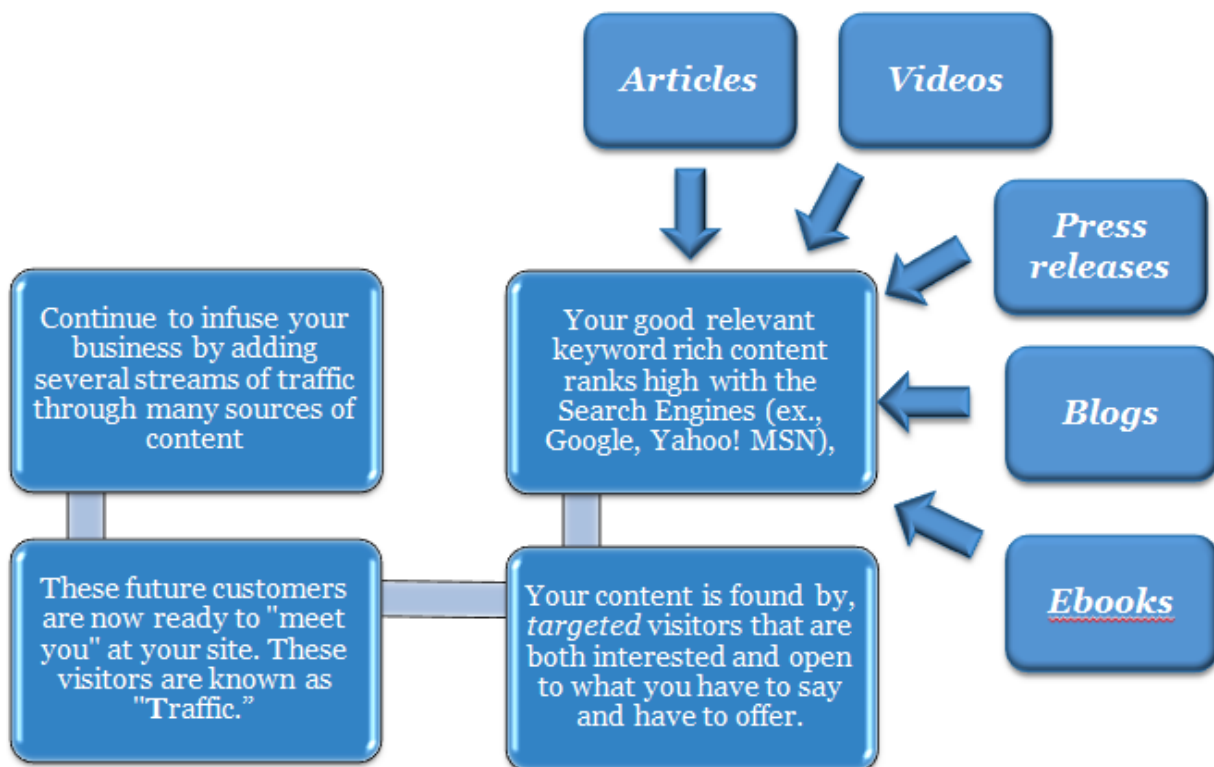 Articles
Videos
Press
releases
Blogs
Ebooks
Your good relevant
keyword rich content
ranks high with the
Search Engines (ex.,
Google, Yahoo! MSN),
Your content is found by,
targeted visitors that are
both interested and open
to what you have to say
and have to offer.
These future customers
are now ready to "meet
you" at your site. These
visitors are known as
"Traffic.”
Continue to infuse your
business by adding
several streams of traffic
through many sources of
content